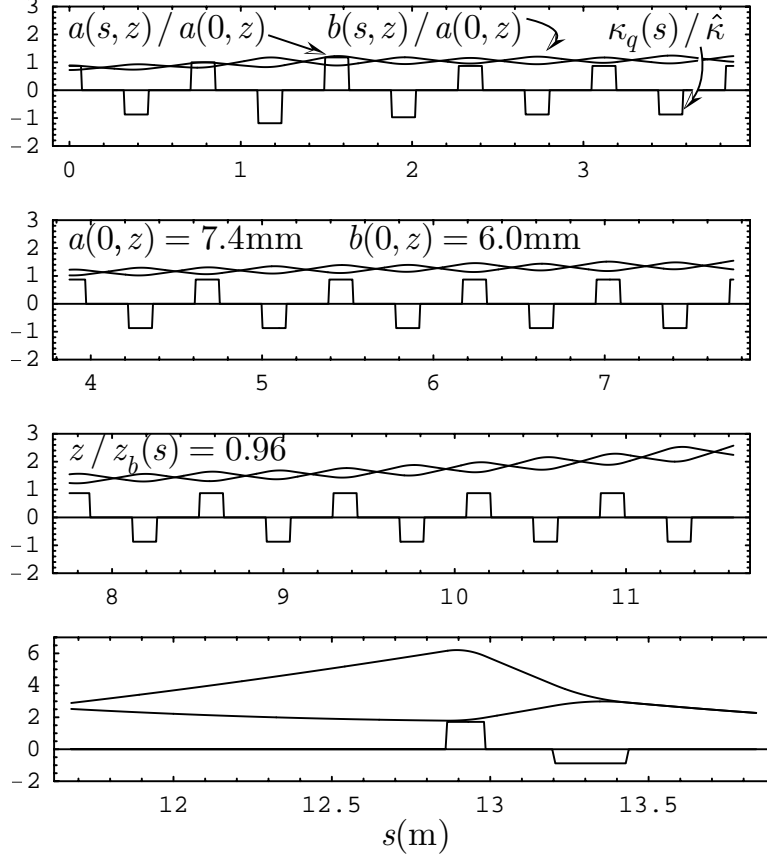 a(s, z) / a(0, z) b(s, z) / a(0, z) κ_q(s) / κ̂
3
2
1
0
−1
−2
0 1 2 3
a(0, z) = 7.4mm b(0, z) = 6.0mm
3
2
1
0
−1
−2
4 5 6 7
z / z_b(s) = 0.96
3
2
1
0
−1
−2
8 9 10 11
6
4
2
0
−2
12 12.5 13 13.5
s(m)